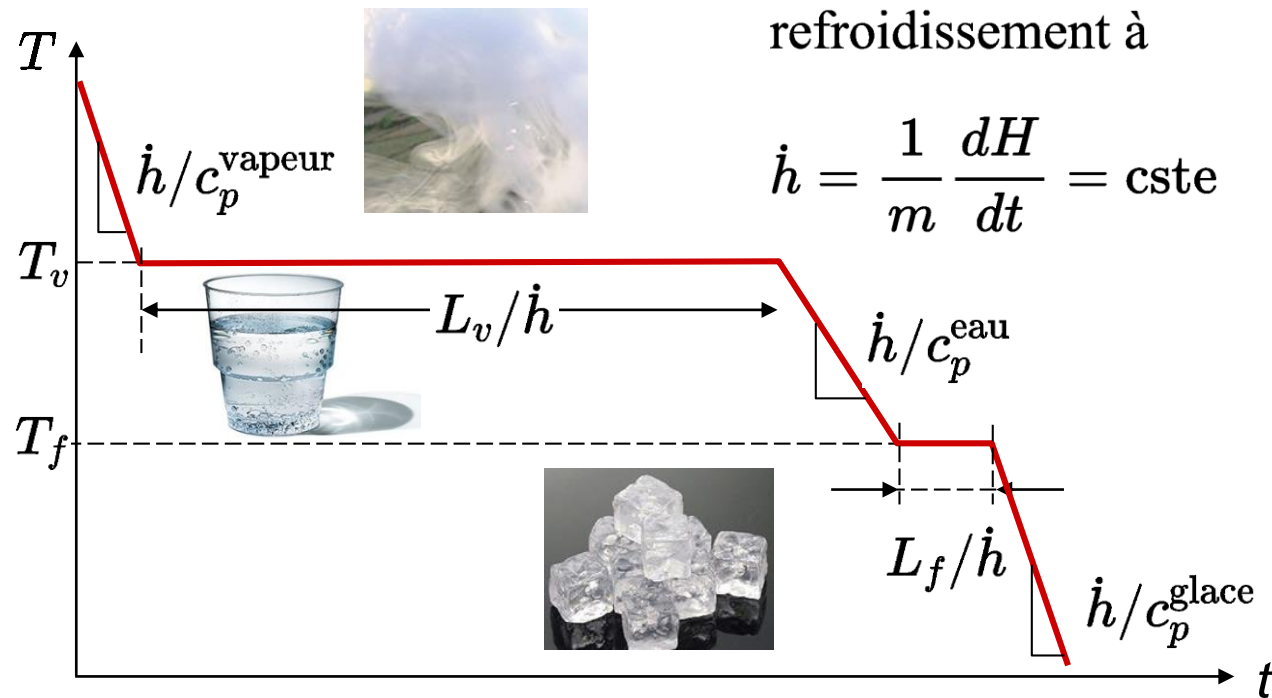 T
refroidissement à
ḣ = 1/m dH/dt = cste
ḣ/c_p^vapeur
T_v
L_v/ḣ
ḣ/c_p^eau
T_f
L_f/ḣ
ḣ/c_p^glace
t